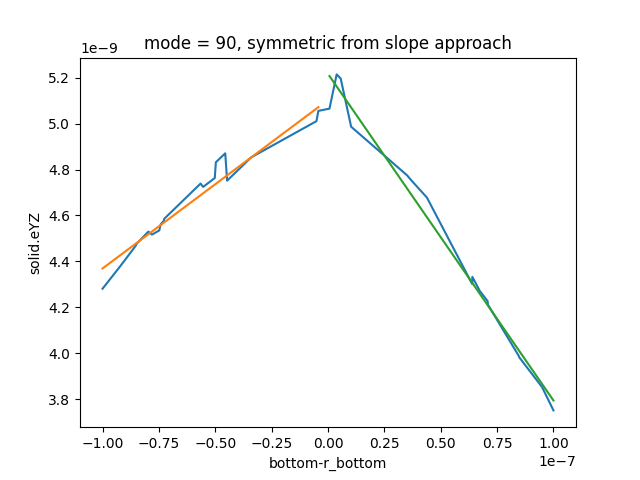 mode = 90, symmetric from slope approach
1e−9
5.2
5.0
4.8
4.6
4.4
4.2
4.0
3.8
solid.eYZ
−1.00 −0.75 −0.50 −0.25 0.00 0.25 0.50 0.75 1.00
bottom-r_bottom
1e−7